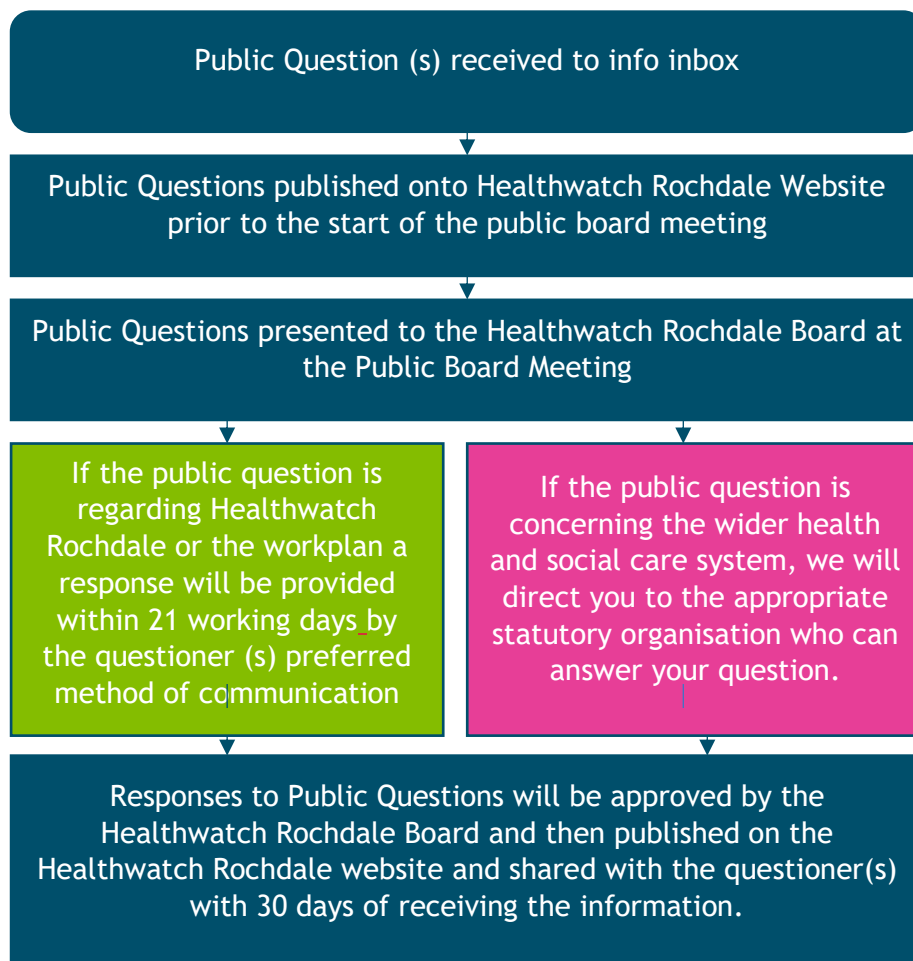 Public Question (s) received to info inbox
Public Questions published onto Healthwatch Rochdale Website
prior to the start of the public board meeting
Public Questions presented to the Healthwatch Rochdale Board at
the Public Board Meeting
If the public question is
regarding Healthwatch
Rochdale or the workplan a
response will be provided
within 21 working days by
the questioner (s) preferred
method of communication
If the public question is
concerning the wider health
and social care system, we will
direct you to the appropriate
statutory organisation who can
answer your question.
Responses to Public Questions will be approved by the
Healthwatch Rochdale Board and then published on the
Healthwatch Rochdale website and shared with the questioner(s)
with 30 days of receiving the information.